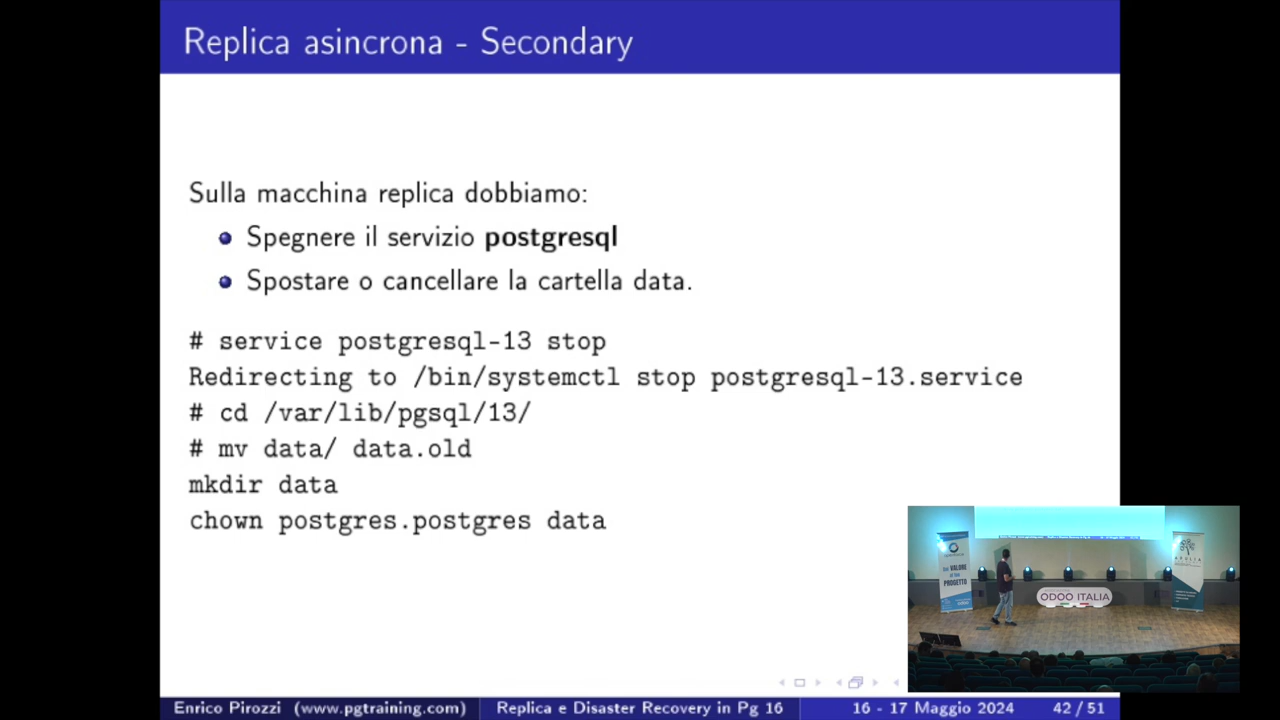 Replica asincrona - Secondary
Sulla macchina replica dobbiamo:
Spegnere il servizio postgresql
Spostare o cancellare la cartella data.
# service postgresql-13 stop
Redirecting to /bin/systemctl stop postgresql-13.service
# cd /var/lib/pgsql/13/
# mv data/ data.old
mkdir data
chown postgres.postgres data
VALORE
PROGETTO
APULIA
ODOO ITALIA
Enrico Pirozzi (www.pgtraining.com) Replica e Disaster Recovery in Pg 16 16 - 17 Maggio 2024 42 / 51